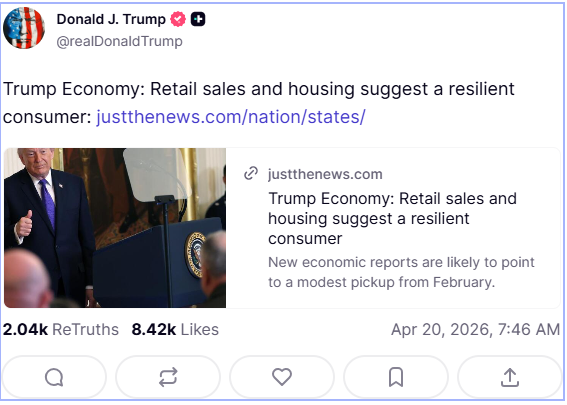 Donald J. Trump
@realDonaldTrump
Trump Economy: Retail sales and housing suggest a resilient
consumer: justthenews.com/nation/states/
justthenews.com
Trump Economy: Retail sales and
housing suggest a resilient
consumer
New economic reports are likely to point
to a modest pickup from February.
2.04k ReTruths 8.42k Likes Apr 20, 2026, 7:46 AM